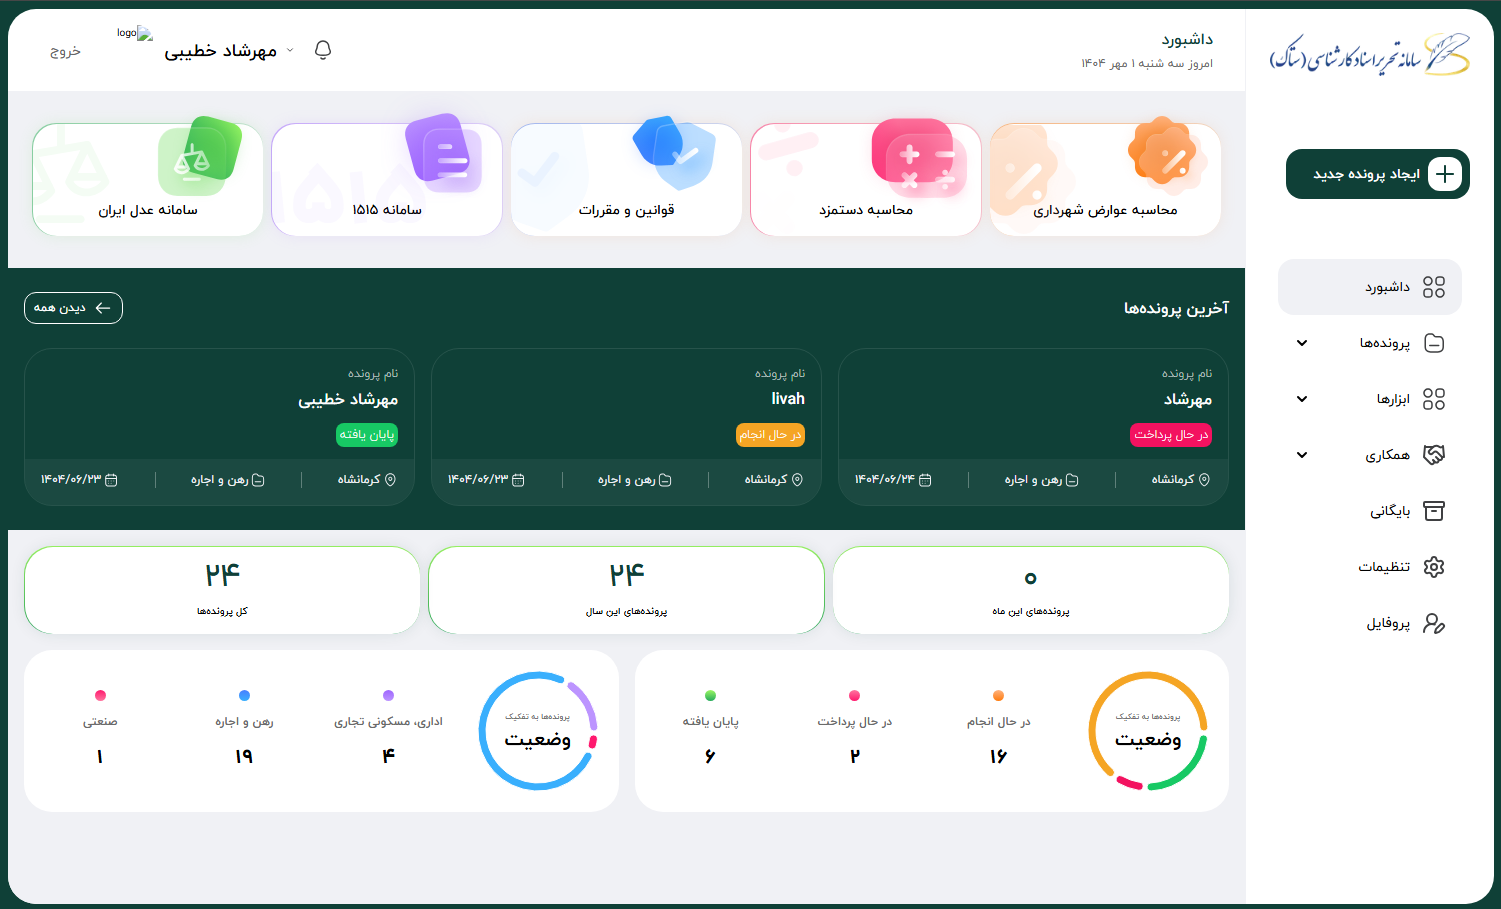 سامانه تحریر اسناد کارشناسی (ستاک)
ایجاد پرونده جدید
داشبورد
پرونده‌ها
ابزارها
همکاری
بایگانی
تنظیمات
پروفایل
داشبورد
امروز سه شنبه ۱ مهر ۱۴۰۴
مهرشاد خطیبی
logo
خروج
محاسبه عوارض شهرداری
محاسبه دستمزد
قوانین و مقررات
۱۵۱۵
سامانه ۱۵۱۵
سامانه عدل ایران
آخرین پرونده‌ها
دیدن همه
نام پرونده
مهرشاد
در حال پرداخت
کرمانشاه
رهن و اجاره
۱۴۰۴/۰۶/۲۴
نام پرونده
livah
در حال انجام
کرمانشاه
رهن و اجاره
۱۴۰۴/۰۶/۲۳
نام پرونده
مهرشاد خطیبی
پایان یافته
کرمانشاه
رهن و اجاره
۱۴۰۴/۰۶/۲۳
۰
پرونده‌های این ماه
۲۴
پرونده‌های این سال
۲۴
کل پرونده‌ها
پرونده‌ها به تفکیک
وضعیت
در حال انجام
۱۶
در حال پرداخت
۲
پایان یافته
۶
پرونده‌ها به تفکیک
وضعیت
اداری، مسکونی تجاری
۴
رهن و اجاره
۱۹
صنعتی
۱